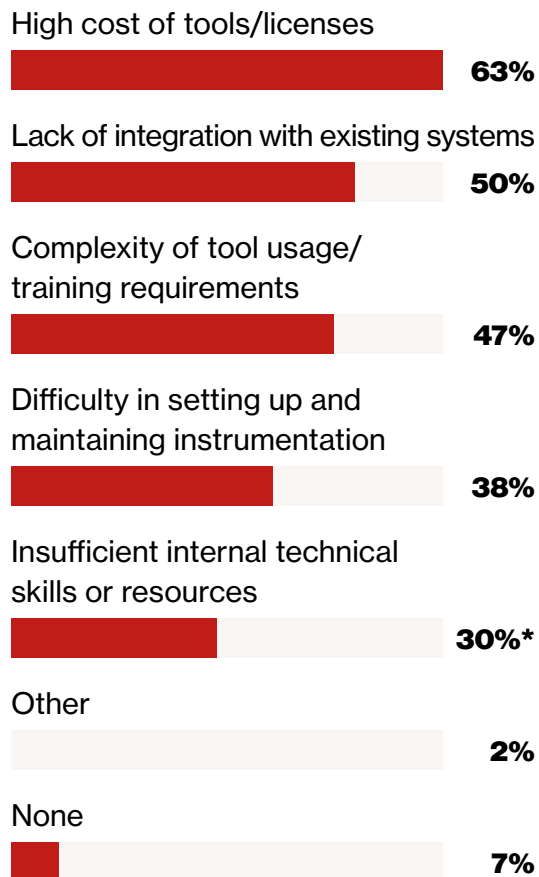 High cost of tools/licenses
63%
Lack of integration with existing systems
50%
Complexity of tool usage/
training requirements
47%
Difficulty in setting up and
maintaining instrumentation
38%
Insufficient internal technical
skills or resources
30%*
Other
2%
None
7%